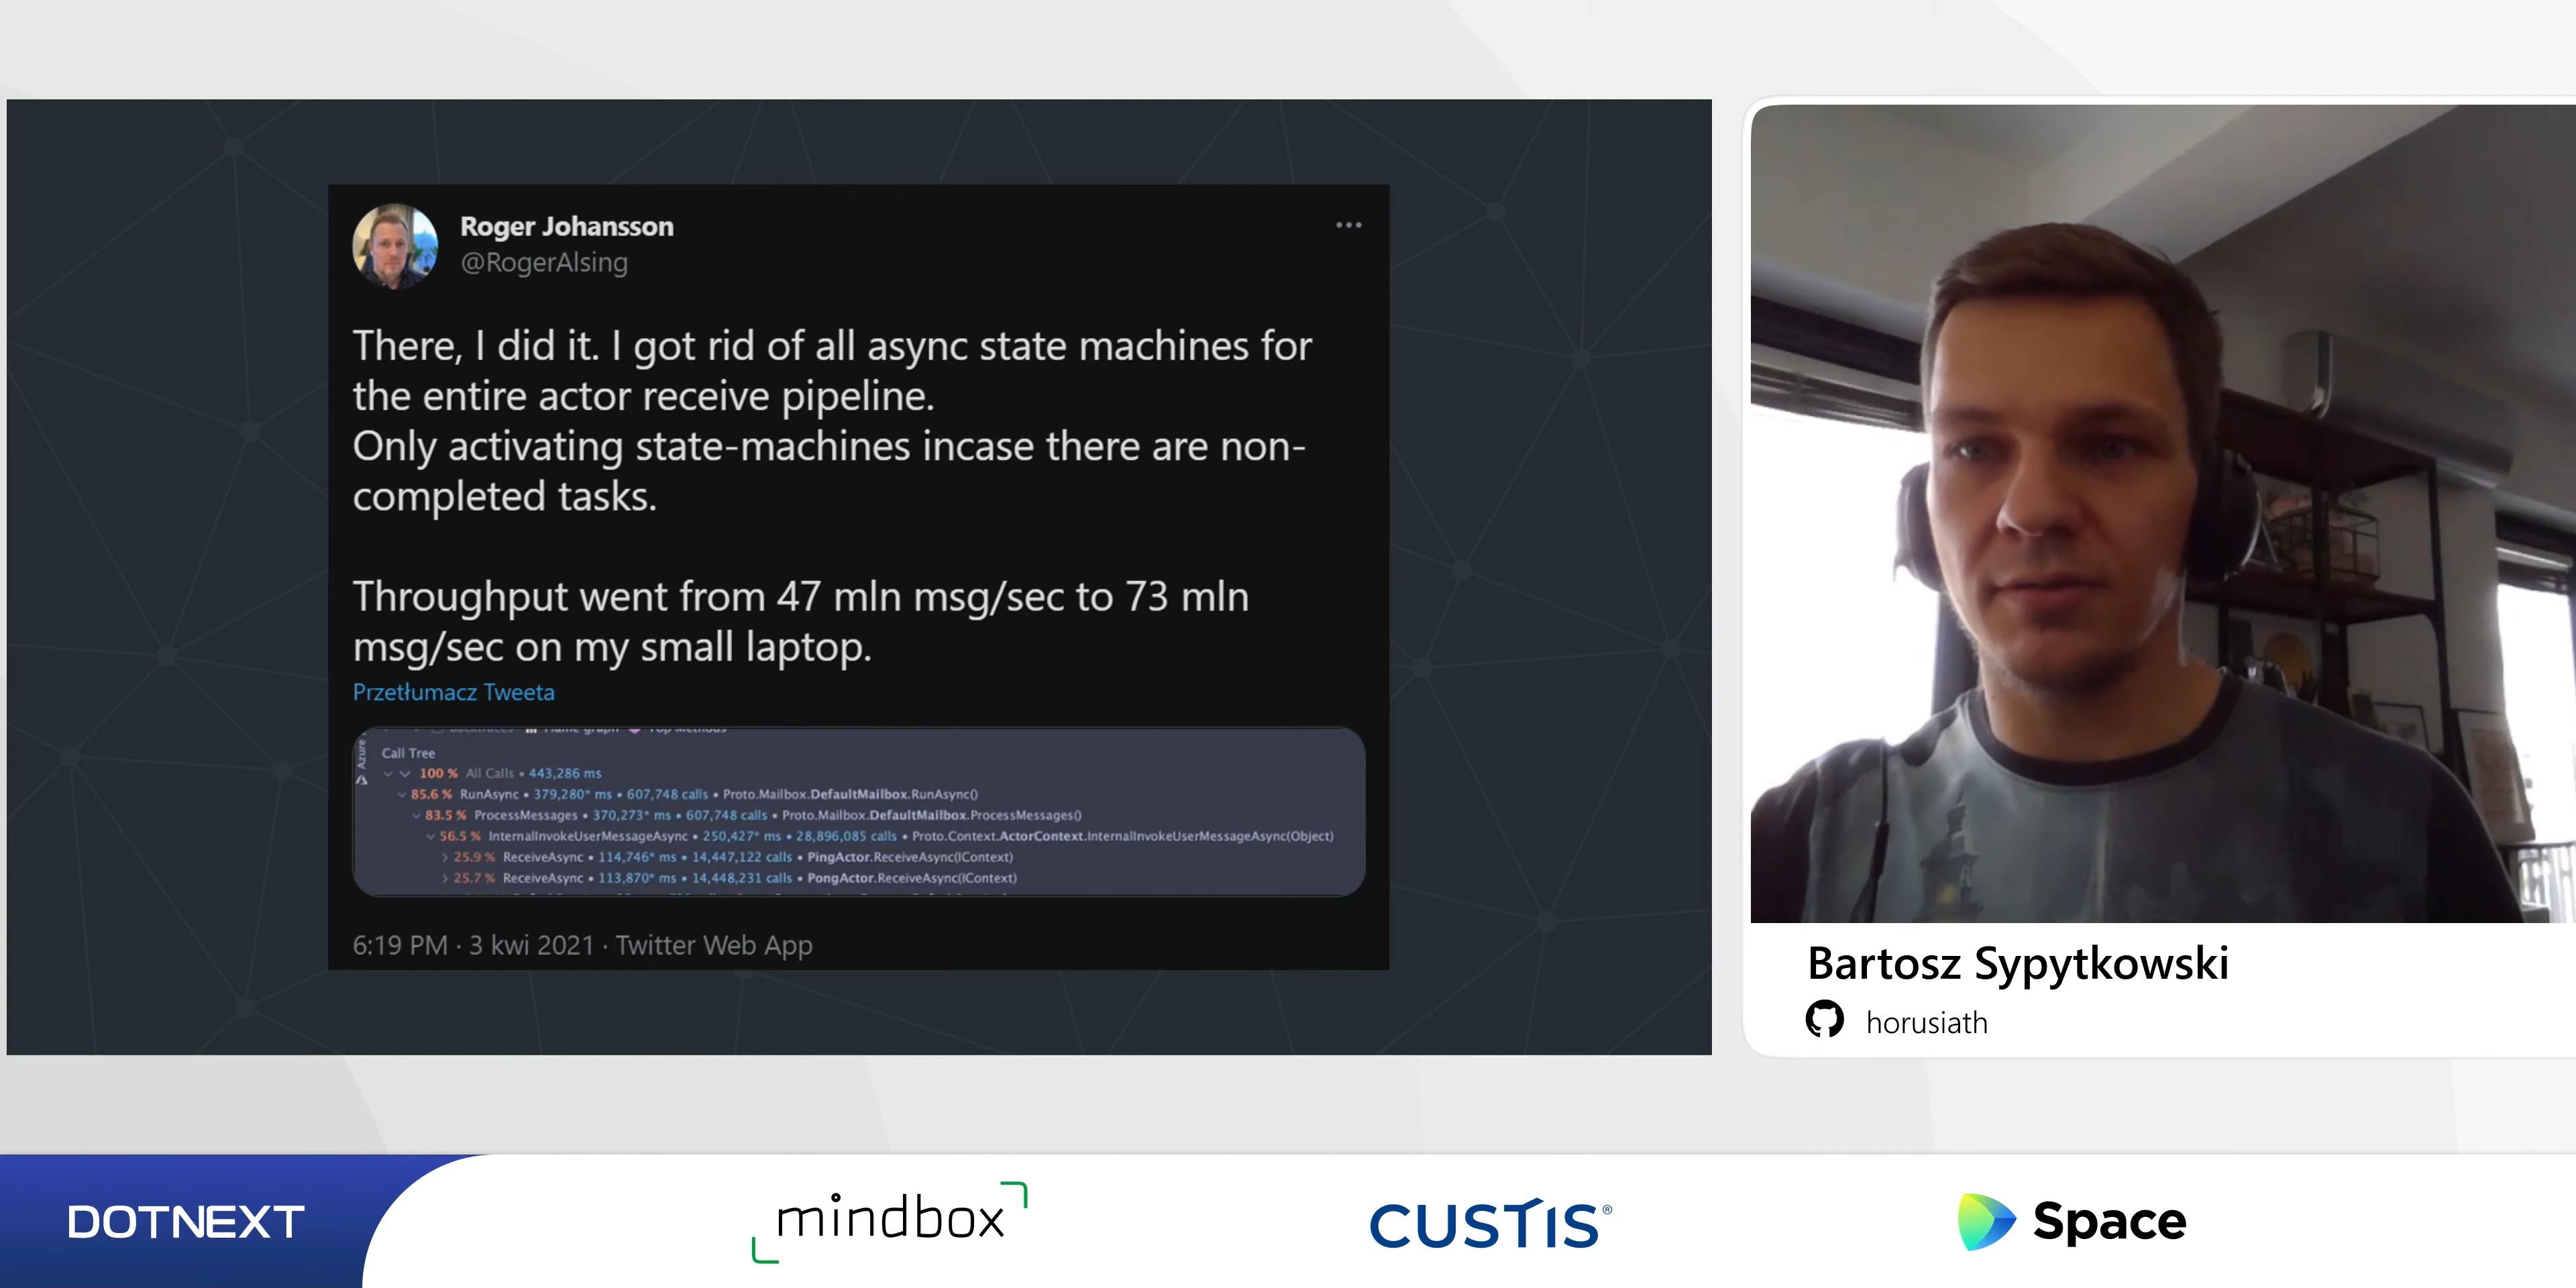 Roger Johansson
@RogerAlsing
There, I did it. I got rid of all async state machines for
the entire actor receive pipeline.
Only activating state-machines incase there are non-
completed tasks.
Throughput went from 47 mln msg/sec to 73 mln
msg/sec on my small laptop.
Przetłumacz Tweeta
Backtraces Flame graph Top Methods
Azure
Call Tree
100 % All Calls • 443,286 ms
85.6 % RunAsync • 379,280* ms • 607,748 calls • Proto.Mailbox.DefaultMailbox.RunAsync()
83.5 % ProcessMessages • 370,273* ms • 607,748 calls • Proto.Mailbox.DefaultMailbox.ProcessMessages()
56.5 % InternalInvokeUserMessageAsync • 250,427* ms • 28,896,085 calls • Proto.Context.ActorContext.InternalInvokeUserMessageAsync(Object)
25.9 % ReceiveAsync • 114,746* ms • 14,447,122 calls • PingActor.ReceiveAsync(IContext)
25.7 % ReceiveAsync • 113,870* ms • 14,448,231 calls • PongActor.ReceiveAsync(IContext)
6:19 PM · 3 kwi 2021 · Twitter Web App
Bartosz Sypytkowski
horusiath
DOTNEXT
mindbox
CUSTIS®
Space